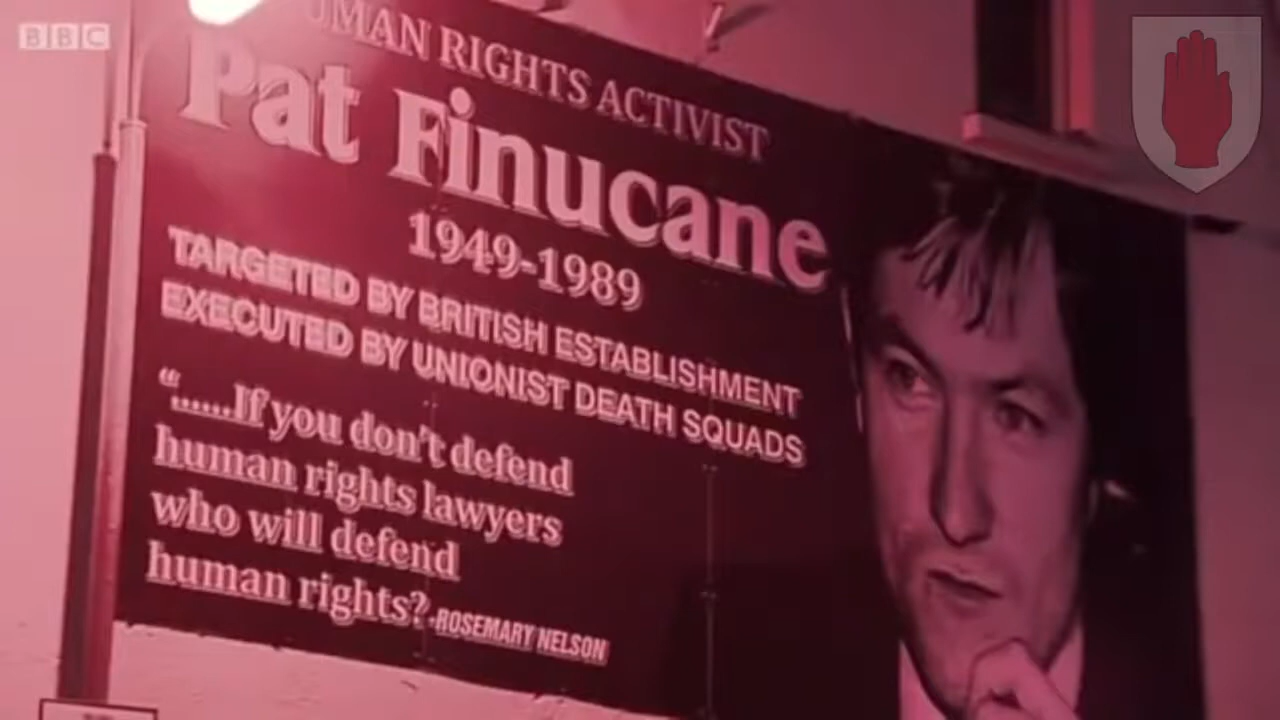 BBC
HUMAN RIGHTS ACTIVIST
Pat Finucane
1949-1989
TARGETED BY BRITISH ESTABLISHMENT
EXECUTED BY UNIONIST DEATH SQUADS
“......If you don't defend
human rights lawyers
who will defend
human rights?-ROSEMARY NELSON